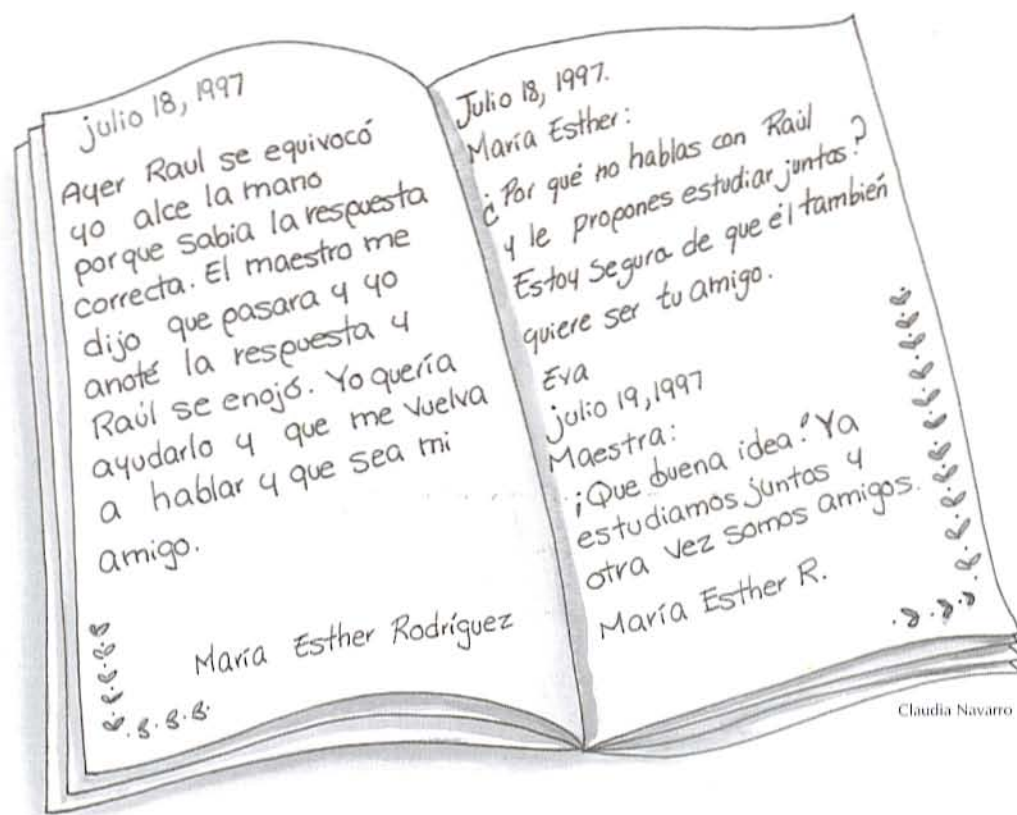 julio 18, 1997
Ayer Raul se equivocó
yo alce la mano
porque sabia la respuesta
correcta. El maestro me
dijo que pasara y yo
anoté la respuesta y
Raúl se enojó. Yo quería
ayudarlo y que me vuelva
a hablar y que sea mi
amigo.
María Esther Rodríguez
Julio 18, 1997.
María Esther:
¿Por qué no hablas con Raúl
y le propones estudiar juntos?
Estoy segura de que él también
quiere ser tu amigo.
Eva
julio 19, 1997
Maestra:
¡Que buena idea! Ya
estudiamos juntos y
otra vez somos amigos.
María Esther R.
Claudia Navarro